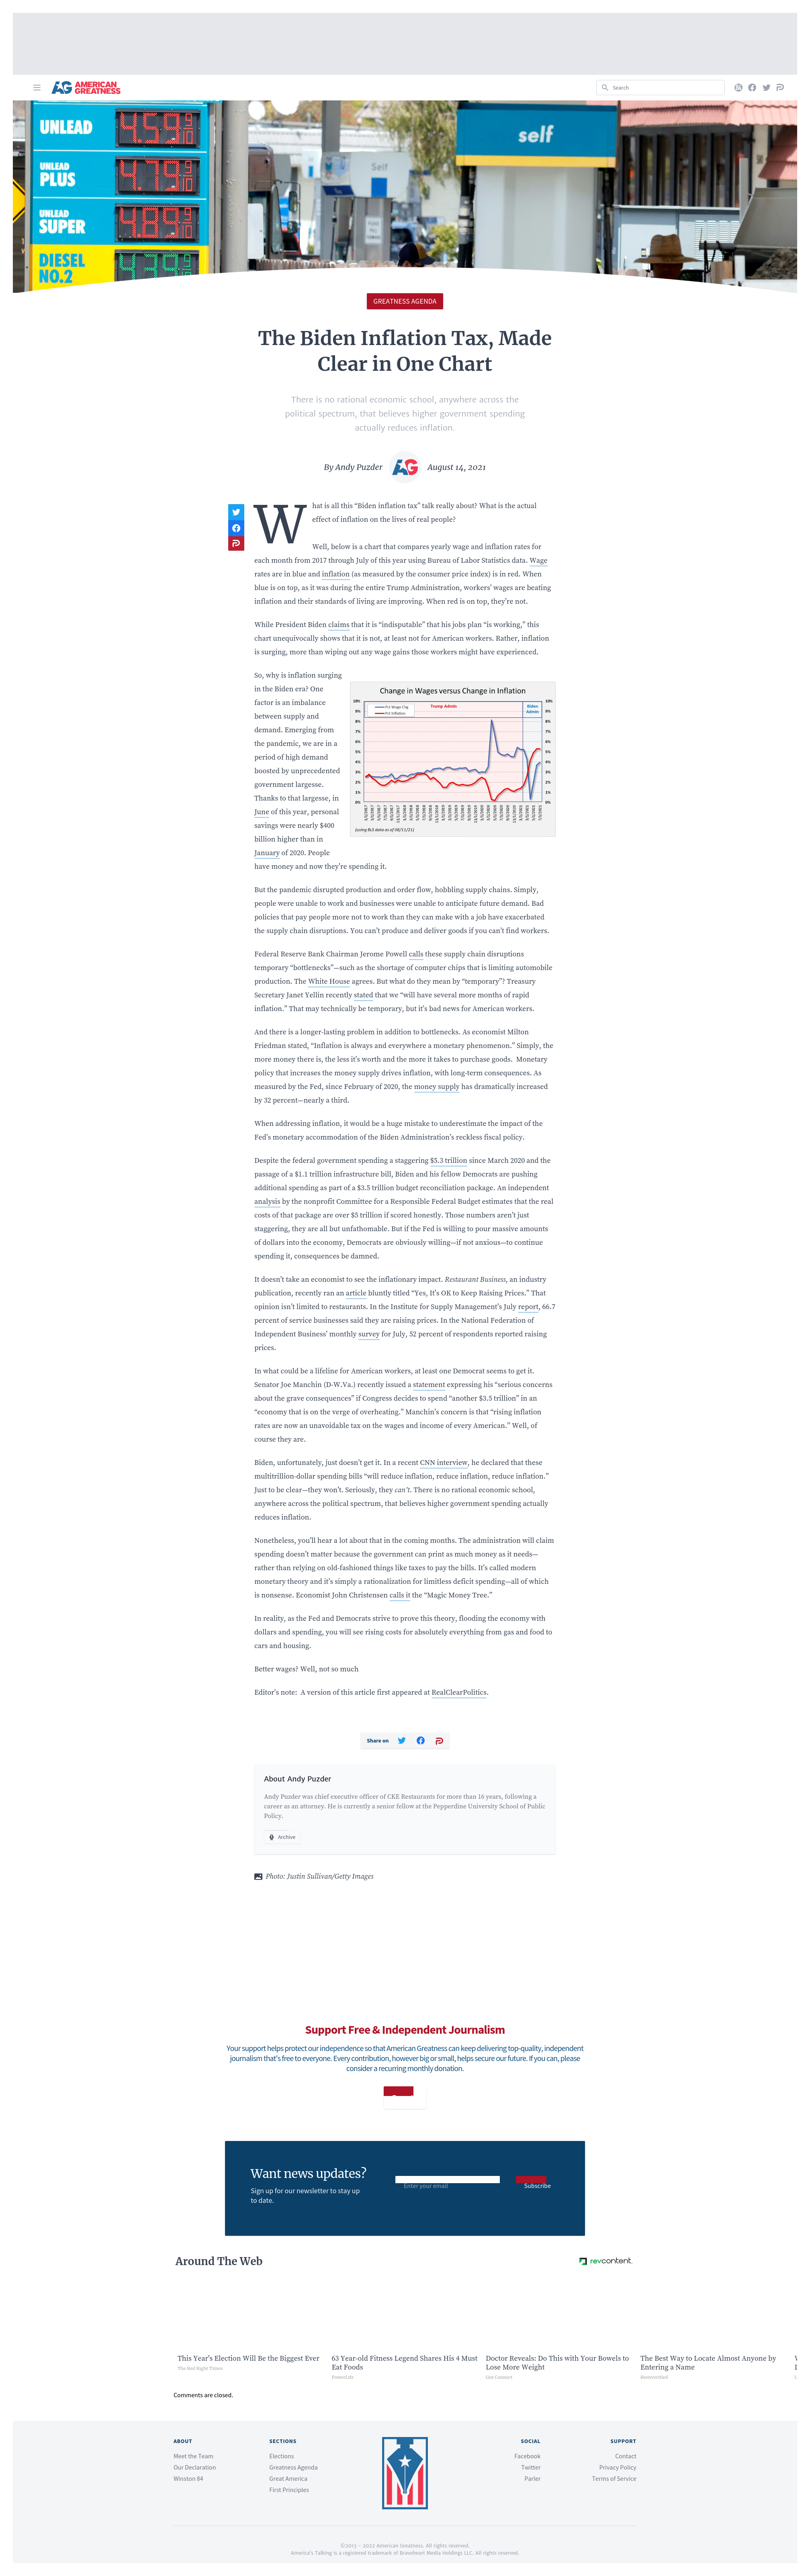 AMERICAN
GREATNESS
Search
UNLEAD
UNLEAD
PLUS
UNLEAD
SUPER
DIESEL
NO.2
self
Self
GREATNESS AGENDA
The Biden Inflation Tax, Made
Clear in One Chart
There is no rational economic school, anywhere across the
political spectrum, that believes higher government spending
actually reduces inflation.
By Andy Puzder
AG
August 14, 2021
What is all this “Biden inflation tax” talk really about? What is the actual
effect of inflation on the lives of real people?
Well, below is a chart that compares yearly wage and inflation rates for
each month from 2017 through July of this year using Bureau of Labor Statistics data. Wage
rates are in blue and inflation (as measured by the consumer price index) is in red. When
blue is on top, as it was during the entire Trump Administration, workers’ wages are beating
inflation and their standards of living are improving. When red is on top, they’re not.
While President Biden claims that it is “indisputable” that his jobs plan “is working,” this
chart unequivocally shows that it is not, at least not for American workers. Rather, inflation
is surging, more than wiping out any wage gains those workers might have experienced.
So, why is inflation surging
in the Biden era? One
factor is an imbalance
between supply and
demand. Emerging from
the pandemic, we are in a
period of high demand
boosted by unprecedented
government largesse.
Thanks to that largesse, in
June of this year, personal
savings were nearly $400
billion higher than in
January of 2020. People
have money and now they’re spending it.
Change in Wages versus Change in Inflation
Trump Admin
Biden
Admin
10%
9%
8%
7%
6%
5%
4%
3%
2%
1%
0%
(using BLS data as of 08/11/21)
But the pandemic disrupted production and order flow, hobbling supply chains. Simply,
people were unable to work and businesses were unable to anticipate future demand. Bad
policies that pay people more not to work than they can make with a job have exacerbated
the supply chain disruptions. You can’t produce and deliver goods if you can’t find workers.
Federal Reserve Bank Chairman Jerome Powell calls these supply chain disruptions
temporary “bottlenecks”—such as the shortage of computer chips that is limiting automobile
production. The White House agrees. But what do they mean by “temporary”? Treasury
Secretary Janet Yellin recently stated that we “will have several more months of rapid
inflation.” That may technically be temporary, but it’s bad news for American workers.
And there is a longer-lasting problem in addition to bottlenecks. As economist Milton
Friedman stated, “Inflation is always and everywhere a monetary phenomenon.” Simply, the
more money there is, the less it’s worth and the more it takes to purchase goods.  Monetary
policy that increases the money supply drives inflation, with long-term consequences. As
measured by the Fed, since February of 2020, the money supply has dramatically increased
by 32 percent—nearly a third.
When addressing inflation, it would be a huge mistake to underestimate the impact of the
Fed’s monetary accommodation of the Biden Administration’s reckless fiscal policy.
Despite the federal government spending a staggering $5.3 trillion since March 2020 and the
passage of a $1.1 trillion infrastructure bill, Biden and his fellow Democrats are pushing
additional spending as part of a $3.5 trillion budget reconciliation package. An independent
analysis by the nonprofit Committee for a Responsible Federal Budget estimates that the real
costs of that package are over $5 trillion if scored honestly. Those numbers aren’t just
staggering, they are all but unfathomable. But if the Fed is willing to pour massive amounts
of dollars into the economy, Democrats are obviously willing—if not anxious—to continue
spending it, consequences be damned.
It doesn’t take an economist to see the inflationary impact. Restaurant Business, an industry
publication, recently ran an article bluntly titled “Yes, It’s OK to Keep Raising Prices.” That
opinion isn’t limited to restaurants. In the Institute for Supply Management’s July report, 66.7
percent of service businesses said they are raising prices. In the National Federation of
Independent Business’ monthly survey for July, 52 percent of respondents reported raising
prices.
In what could be a lifeline for American workers, at least one Democrat seems to get it.
Senator Joe Manchin (D-W.Va.) recently issued a statement expressing his “serious concerns
about the grave consequences” if Congress decides to spend “another $3.5 trillion” in an
“economy that is on the verge of overheating.” Manchin’s concern is that “rising inflation
rates are now an unavoidable tax on the wages and income of every American.” Well, of
course they are.
Biden, unfortunately, just doesn’t get it. In a recent CNN interview, he declared that these
multitrillion-dollar spending bills “will reduce inflation, reduce inflation, reduce inflation.”
Just to be clear—they won’t. Seriously, they can’t. There is no rational economic school,
anywhere across the political spectrum, that believes higher government spending actually
reduces inflation.
Nonetheless, you’ll hear a lot about that in the coming months. The administration will claim
spending doesn’t matter because the government can print as much money as it needs—
rather than relying on old-fashioned things like taxes to pay the bills. It’s called modern
monetary theory and it’s simply a rationalization for limitless deficit spending—all of which
is nonsense. Economist John Christensen calls it the “Magic Money Tree.”
In reality, as the Fed and Democrats strive to prove this theory, flooding the economy with
dollars and spending, you will see rising costs for absolutely everything from gas and food to
cars and housing.
Better wages? Well, not so much
Editor’s note:  A version of this article first appeared at RealClearPolitics.
Share on
About Andy Puzder
Andy Puzder was chief executive officer of CKE Restaurants for more than 16 years, following a
career as an attorney. He is currently a senior fellow at the Pepperdine University School of Public
Policy.
Archive
Photo: Justin Sullivan/Getty Images
Support Free & Independent Journalism
Your support helps protect our independence so that American Greatness can keep delivering top-quality, independent
journalism that's free to everyone. Every contribution, however big or small, helps secure our future. If you can, please
consider a recurring monthly donation.
Want news updates?
Sign up for our newsletter to stay up
to date.
Enter your email
Subscribe
Around The Web
revcontent.
This Year's Election Will Be the Biggest Ever
The Red Right Times
63 Year-old Fitness Legend Shares His 4 Must
Eat Foods
PowerLife
Doctor Reveals: Do This with Your Bowels to
Lose More Weight
Gut Connect
The Best Way to Locate Almost Anyone by
Entering a Name
BeenVerified
Comments are closed.
ABOUT
Meet the Team
Our Declaration
Winston 84
SECTIONS
Elections
Greatness Agenda
Great America
First Principles
SOCIAL
Facebook
Twitter
Parler
SUPPORT
Contact
Privacy Policy
Terms of Service
©2013 – 2022 American Greatness. All rights reserved.
America's Talking is a registered trademark of Braveheart Media Holdings LLC. All rights reserved.